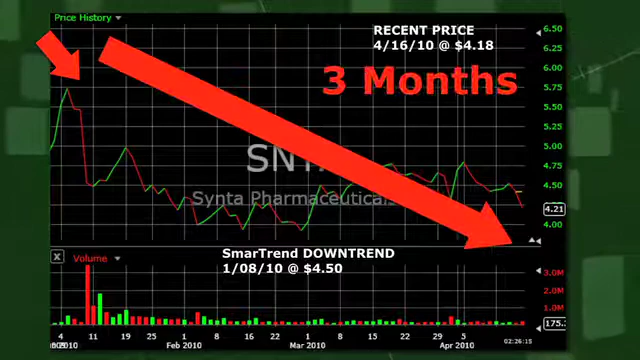 Price History
RECENT PRICE
4/16/10 @ $4.18
3 Months
6.50
6.25
6.00
5.75
5.50
5.25
5.00
4.75
4.50
4.21
4.00
SNTA
Synta Pharmaceuticals
X
Volume
SmarTrend DOWNTREND
1/08/10 @ $4.50
3.0M
2.0M
1.0M
175.
4 11 19 25 1 8 16 22 1 8 15 22 29 5
Feb 2010 Mar 2010 Apr 2010
02:26:15